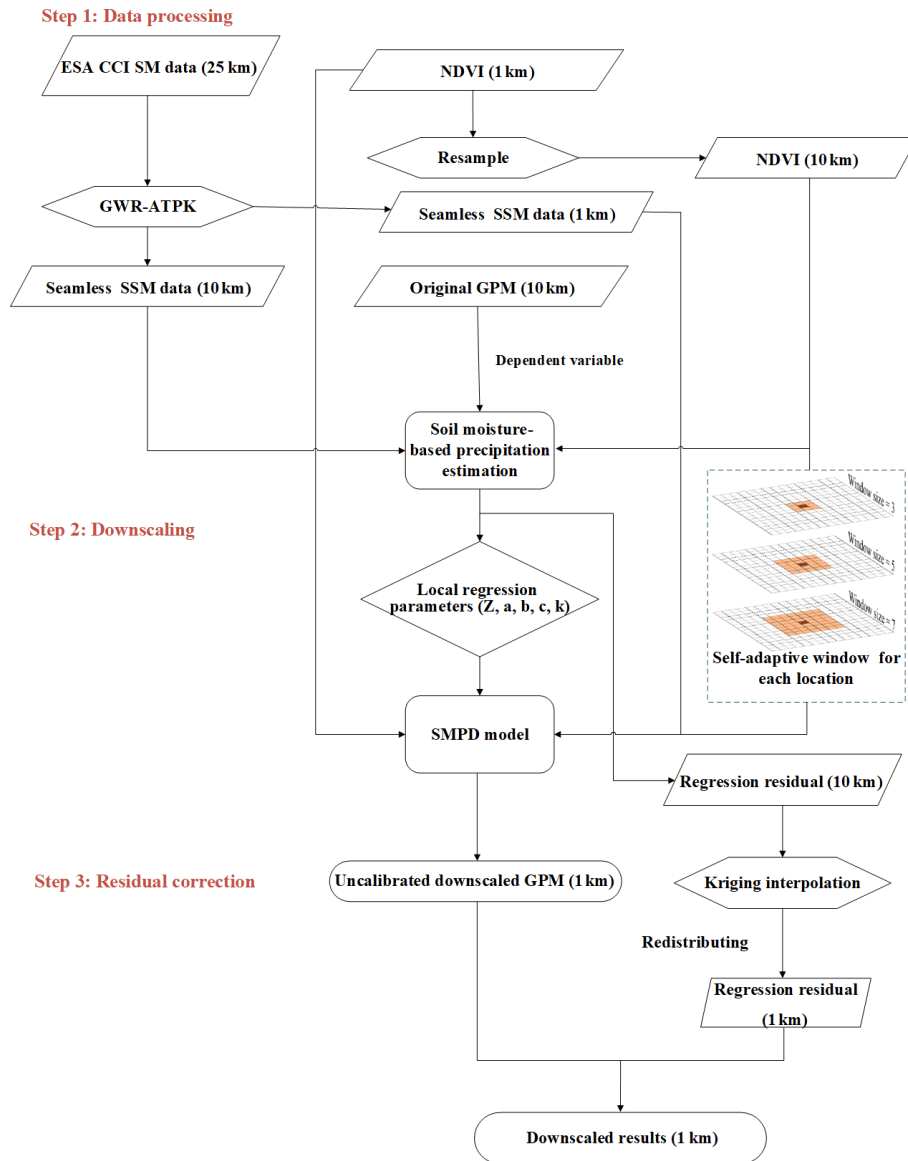 Step 1: Data processing
ESA CCI SM data (25 km)
NDVI (1 km)
Resample
NDVI (10 km)
GWR-ATPK
Seamless SSM data (1 km)
Seamless SSM data (10 km)
Original GPM (10 km)
Dependent variable
Soil moisture-
based precipitation
estimation
Window size = 3
Step 2: Downscaling
Window size = 5
Local regression
parameters (Z, a, b, c, k)
Window size = 7
Self-adaptive window for
each location
SMPD model
Regression residual (10 km)
Step 3: Residual correction
Uncalibrated downscaled GPM (1 km)
Kriging interpolation
Redistributing
Regression residual
(1 km)
Downscaled results (1 km)